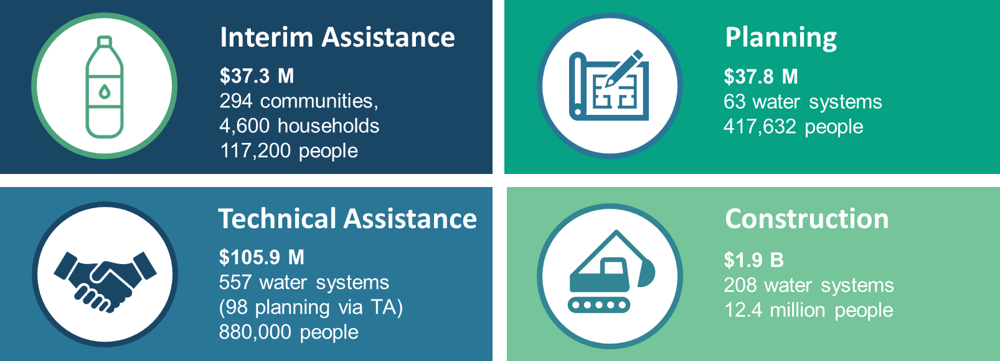 Interim Assistance
$37.3 M
294 communities,
4,600 households
117,200 people
Planning
$37.8 M
63 water systems
417,632 people
Technical Assistance
$105.9 M
557 water systems
(98 planning via TA)
880,000 people
Construction
$1.9 B
208 water systems
12.4 million people